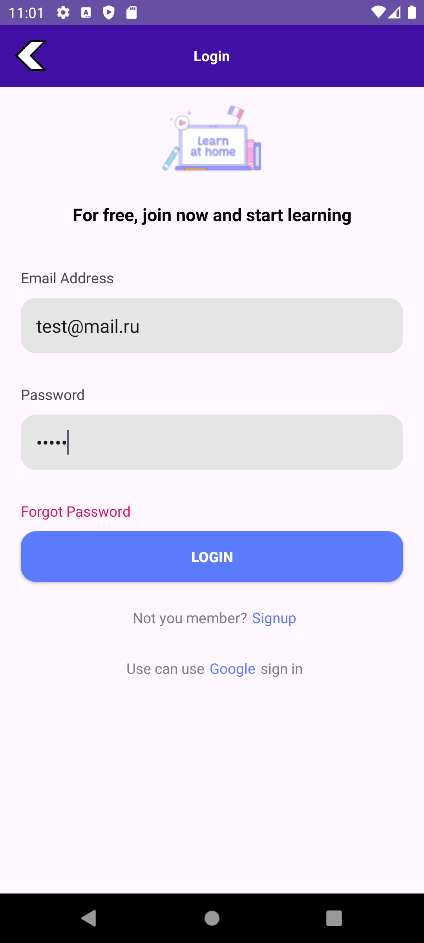 11:01
Login
Learn
at home
For free, join now and start learning
Email Address
test@mail.ru
Password
•••••
Forgot Password
LOGIN
Not you member? Signup
Use can use Google sign in